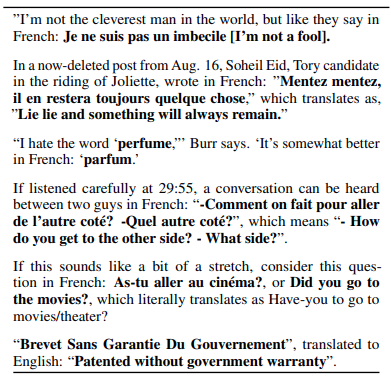 "I'm not the cleverest man in the world, but like they say in
French: Je ne suis pas un imbecile [I'm not a fool].
In a now-deleted post from Aug. 16, Soheil Eid, Tory candidate
in the riding of Joliette, wrote in French: "Mentez mentez,
il en restera toujours quelque chose," which translates as,
"Lie lie and something will always remain."
"I hate the word 'perfume,'" Burr says. 'It's somewhat better
in French: 'parfum.'
If listened carefully at 29:55, a conversation can be heard
between two guys in French: "-Comment on fait pour aller
de l'autre coté? -Quel autre coté?", which means "- How
do you get to the other side? - What side?".
If this sounds like a bit of a stretch, consider this ques-
tion in French: As-tu aller au cinéma?, or Did you go to
the movies?, which literally translates as Have-you to go to
movies/theater?
"Brevet Sans Garantie Du Gouvernement", translated to
English: "Patented without government warranty".